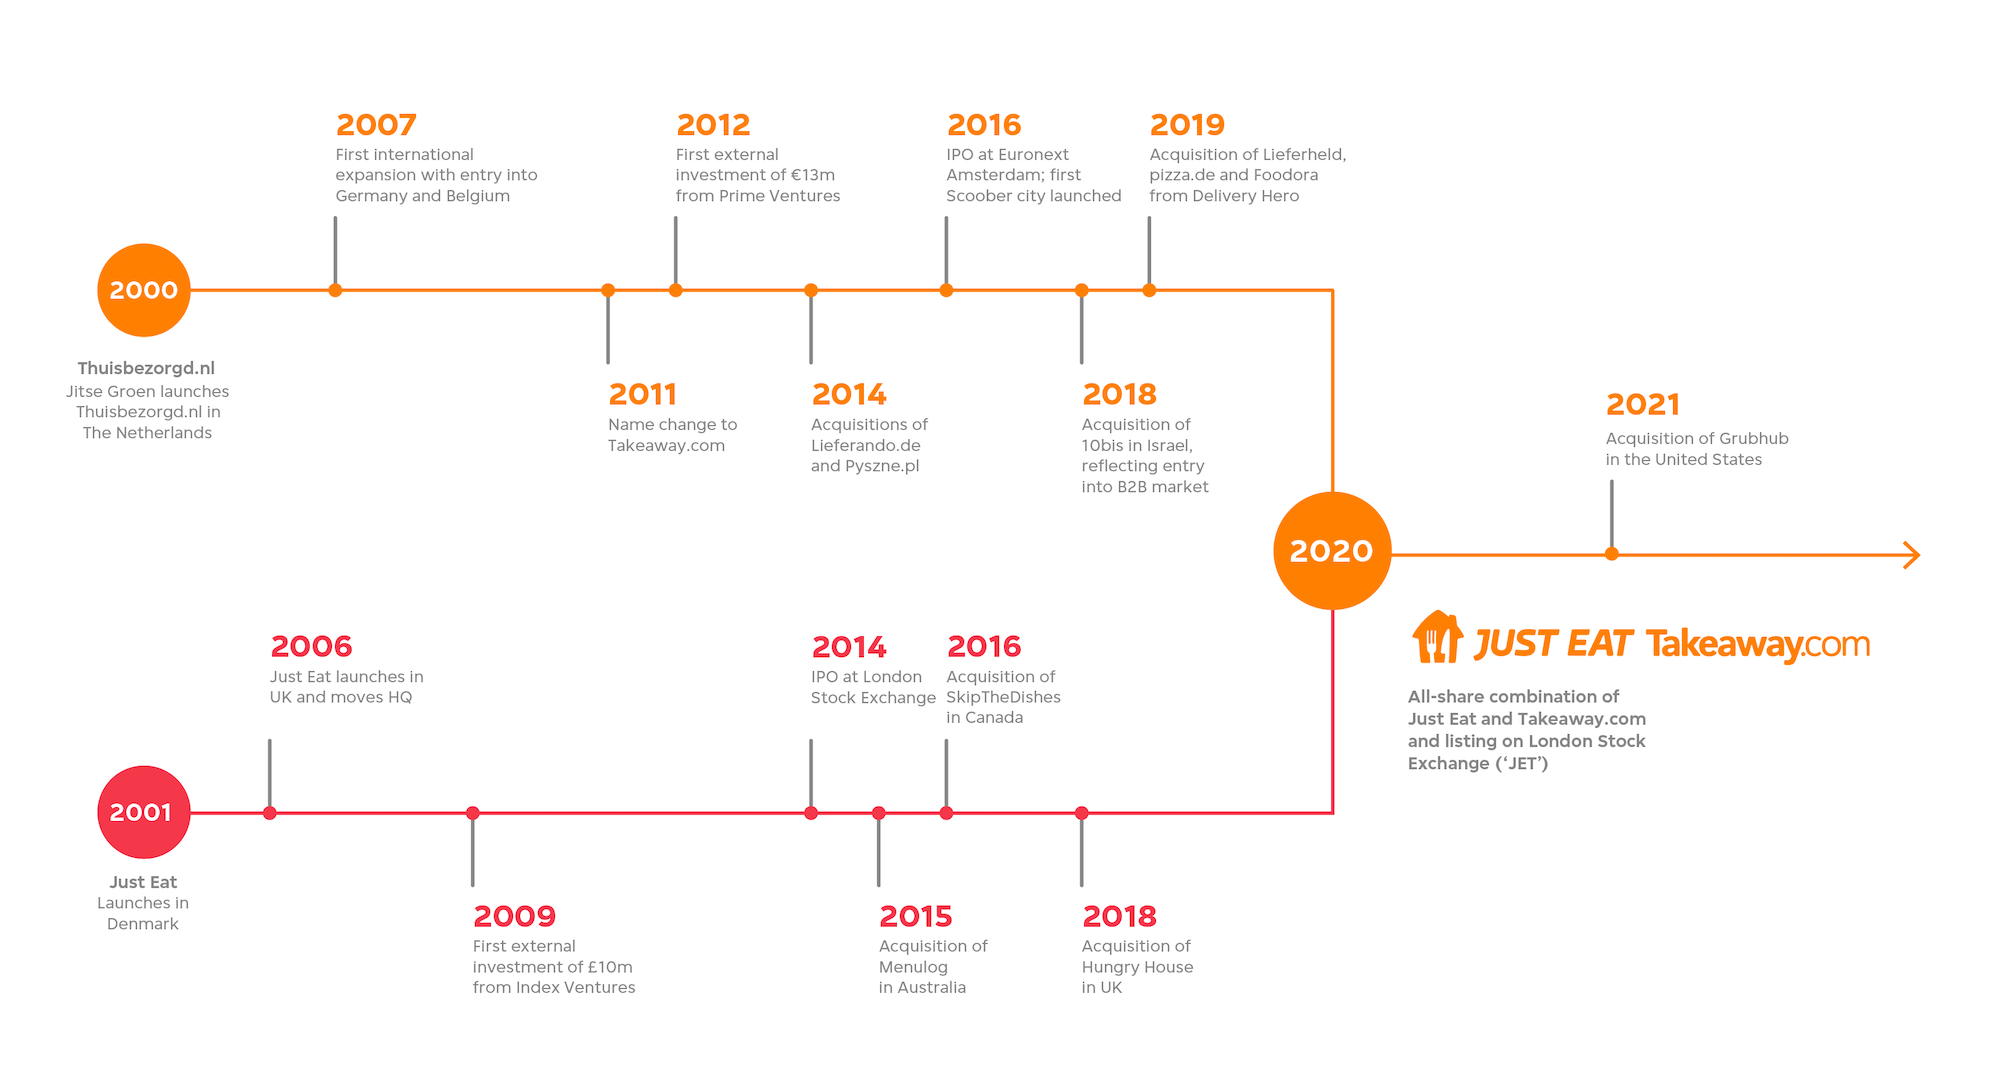 2007
First international
expansion with entry into
Germany and Belgium
2012
First external
investment of €13m
from Prime Ventures
2016
IPO at Euronext
Amsterdam; first
Scoober city launched
2019
Acquisition of Lieferheld,
pizza.de and Foodora
from Delivery Hero
2000
Thuisbezorgd.nl
Jitse Groen launches
Thuisbezorgd.nl in
The Netherlands
2011
Name change to
Takeaway.com
2014
Acquisitions of
Lieferando.de
and Pyszne.pl
2018
Acquisition of
10bis in Israel,
reflecting entry
into B2B market
2021
Acquisition of Grubhub
in the United States
2020
JUST EAT Takeaway.com
All-share combination of
Just Eat and Takeaway.com
and listing on London Stock
Exchange (‘JET’)
2006
Just Eat launches in
UK and moves HQ
2014
IPO at London
Stock Exchange
2016
Acquisition of
SkipTheDishes
in Canada
2001
Just Eat
Launches in
Denmark
2009
First external
investment of £10m
from Index Ventures
2015
Acquisition of
Menulog
in Australia
2018
Acquisition of
Hungry House
in UK